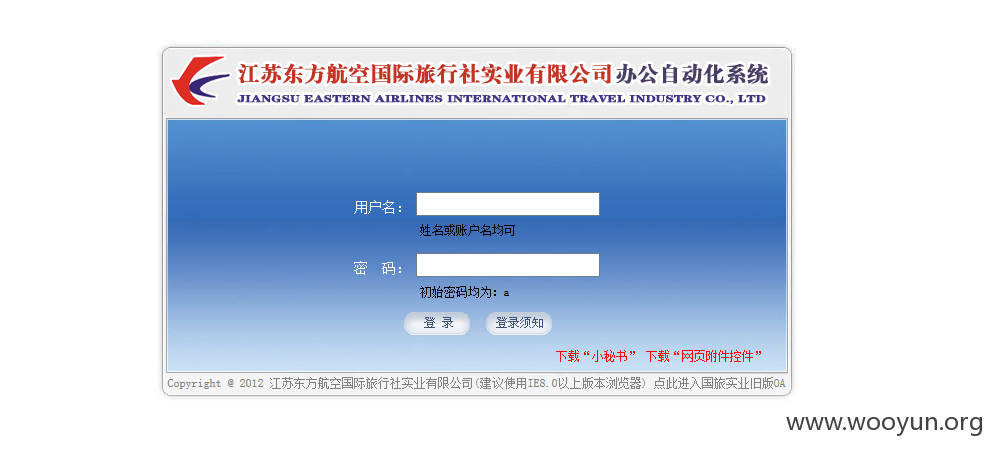 江苏东方航空国际旅行社实业有限公司办公自动化系统
JIANGSU EASTERN AIRLINES INTERNATIONAL TRAVEL INDUSTRY CO., LTD
用户名：
姓名或账户名均可
密 码：
初始密码均为：a
登 录 登录须知
下载“小秘书” 下载“网页附件控件”
Copyright @ 2012 江苏东方航空国际旅行社实业有限公司(建议使用IE8.0以上版本浏览器) 点此进入国旅实业旧版OA
www.wooyun.org